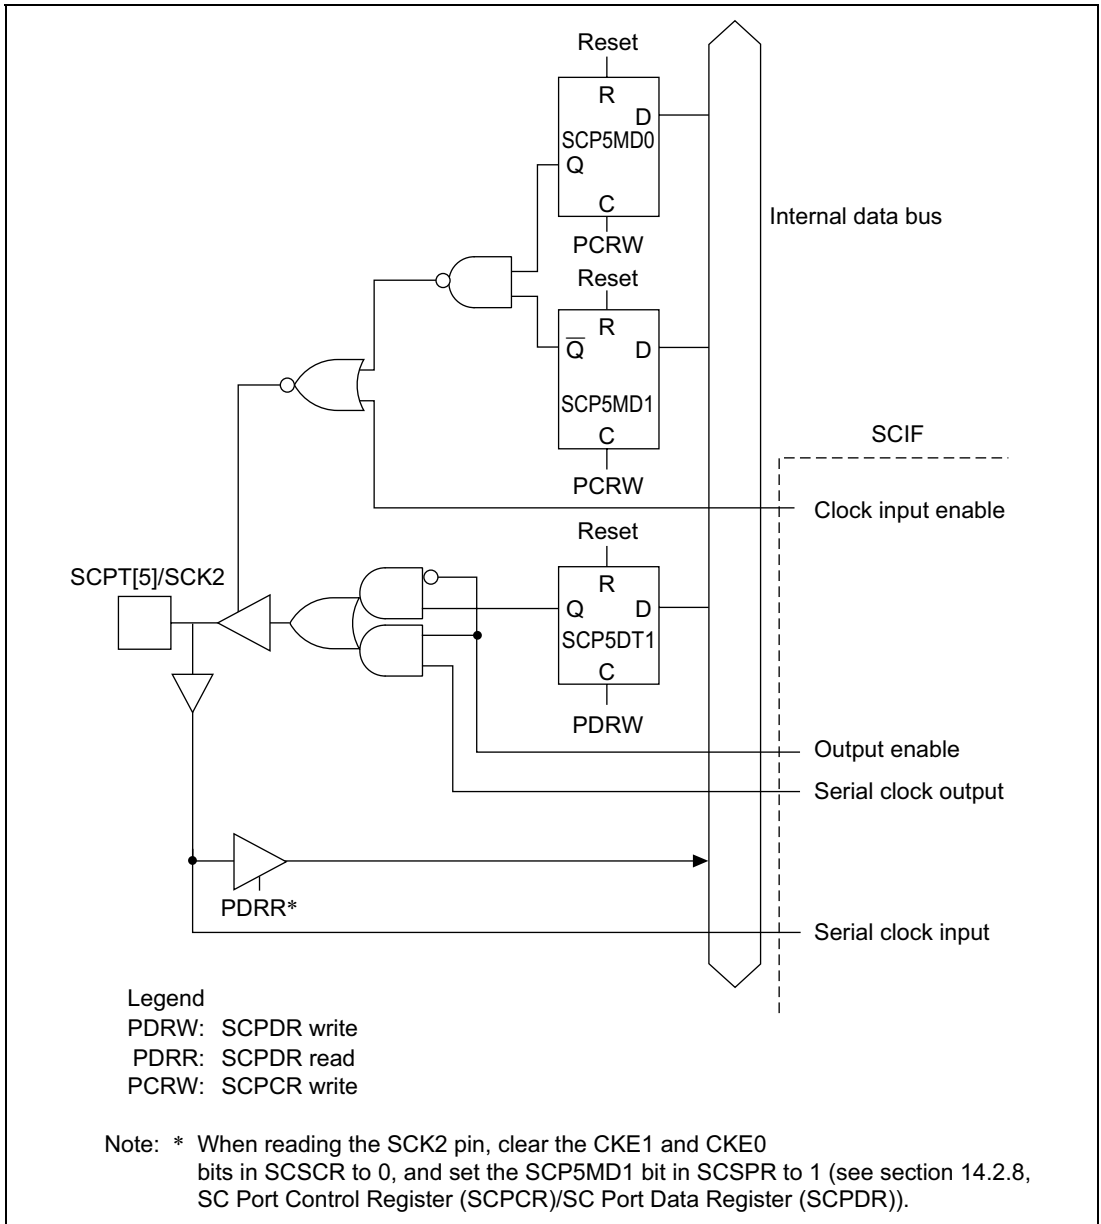 Reset
R
D
SCP5MD0
Q
C
PCRW
Internal data bus
Reset
R
Q̅ D
SCP5MD1
C
PCRW
SCIF
Clock input enable
Reset
SCPT[5]/SCK2
R
Q D
SCP5DT1
C
PDRW
Output enable
Serial clock output
PDRR*
Serial clock input
Legend
PDRW: SCPDR write
PDRR: SCPDR read
PCRW: SCPCR write
Note: * When reading the SCK2 pin, clear the CKE1 and CKE0
bits in SCSCR to 0, and set the SCP5MD1 bit in SCSPR to 1 (see section 14.2.8,
SC Port Control Register (SCPCR)/SC Port Data Register (SCPDR)).